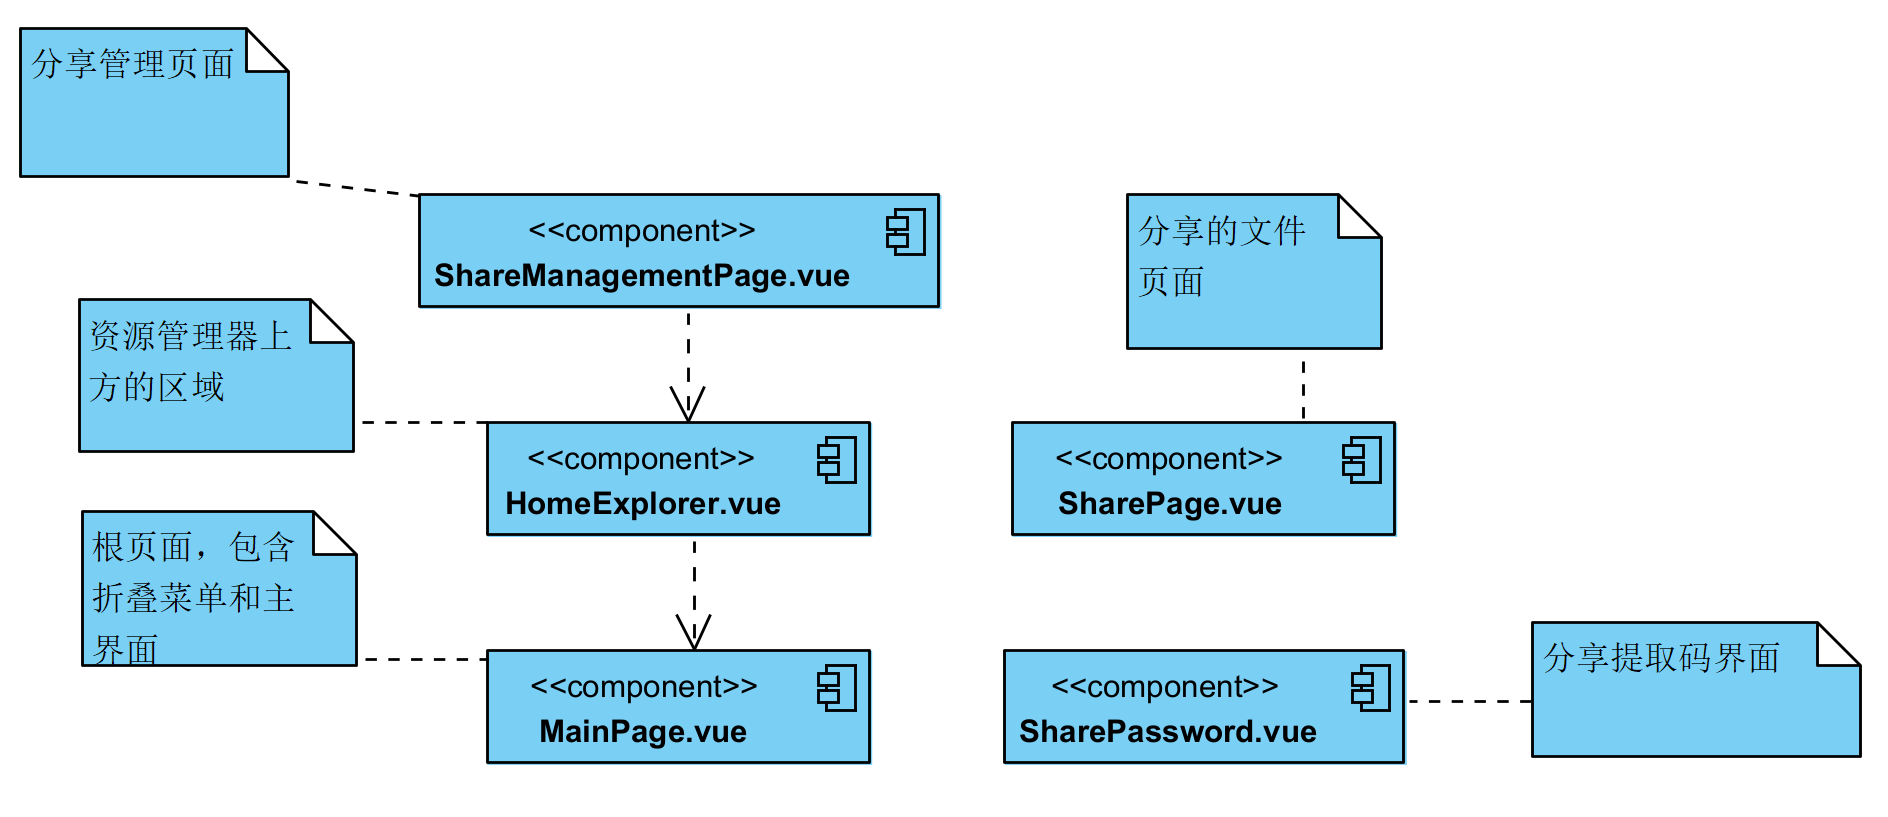 分享管理页面
<<component>>
ShareManagementPage.vue
分享的文件
页面
资源管理器上
方的区域
<<component>>
HomeExplorer.vue
<<component>>
SharePage.vue
根页面，包含
折叠菜单和主
界面
<<component>>
MainPage.vue
<<component>>
SharePassword.vue
分享提取码界面